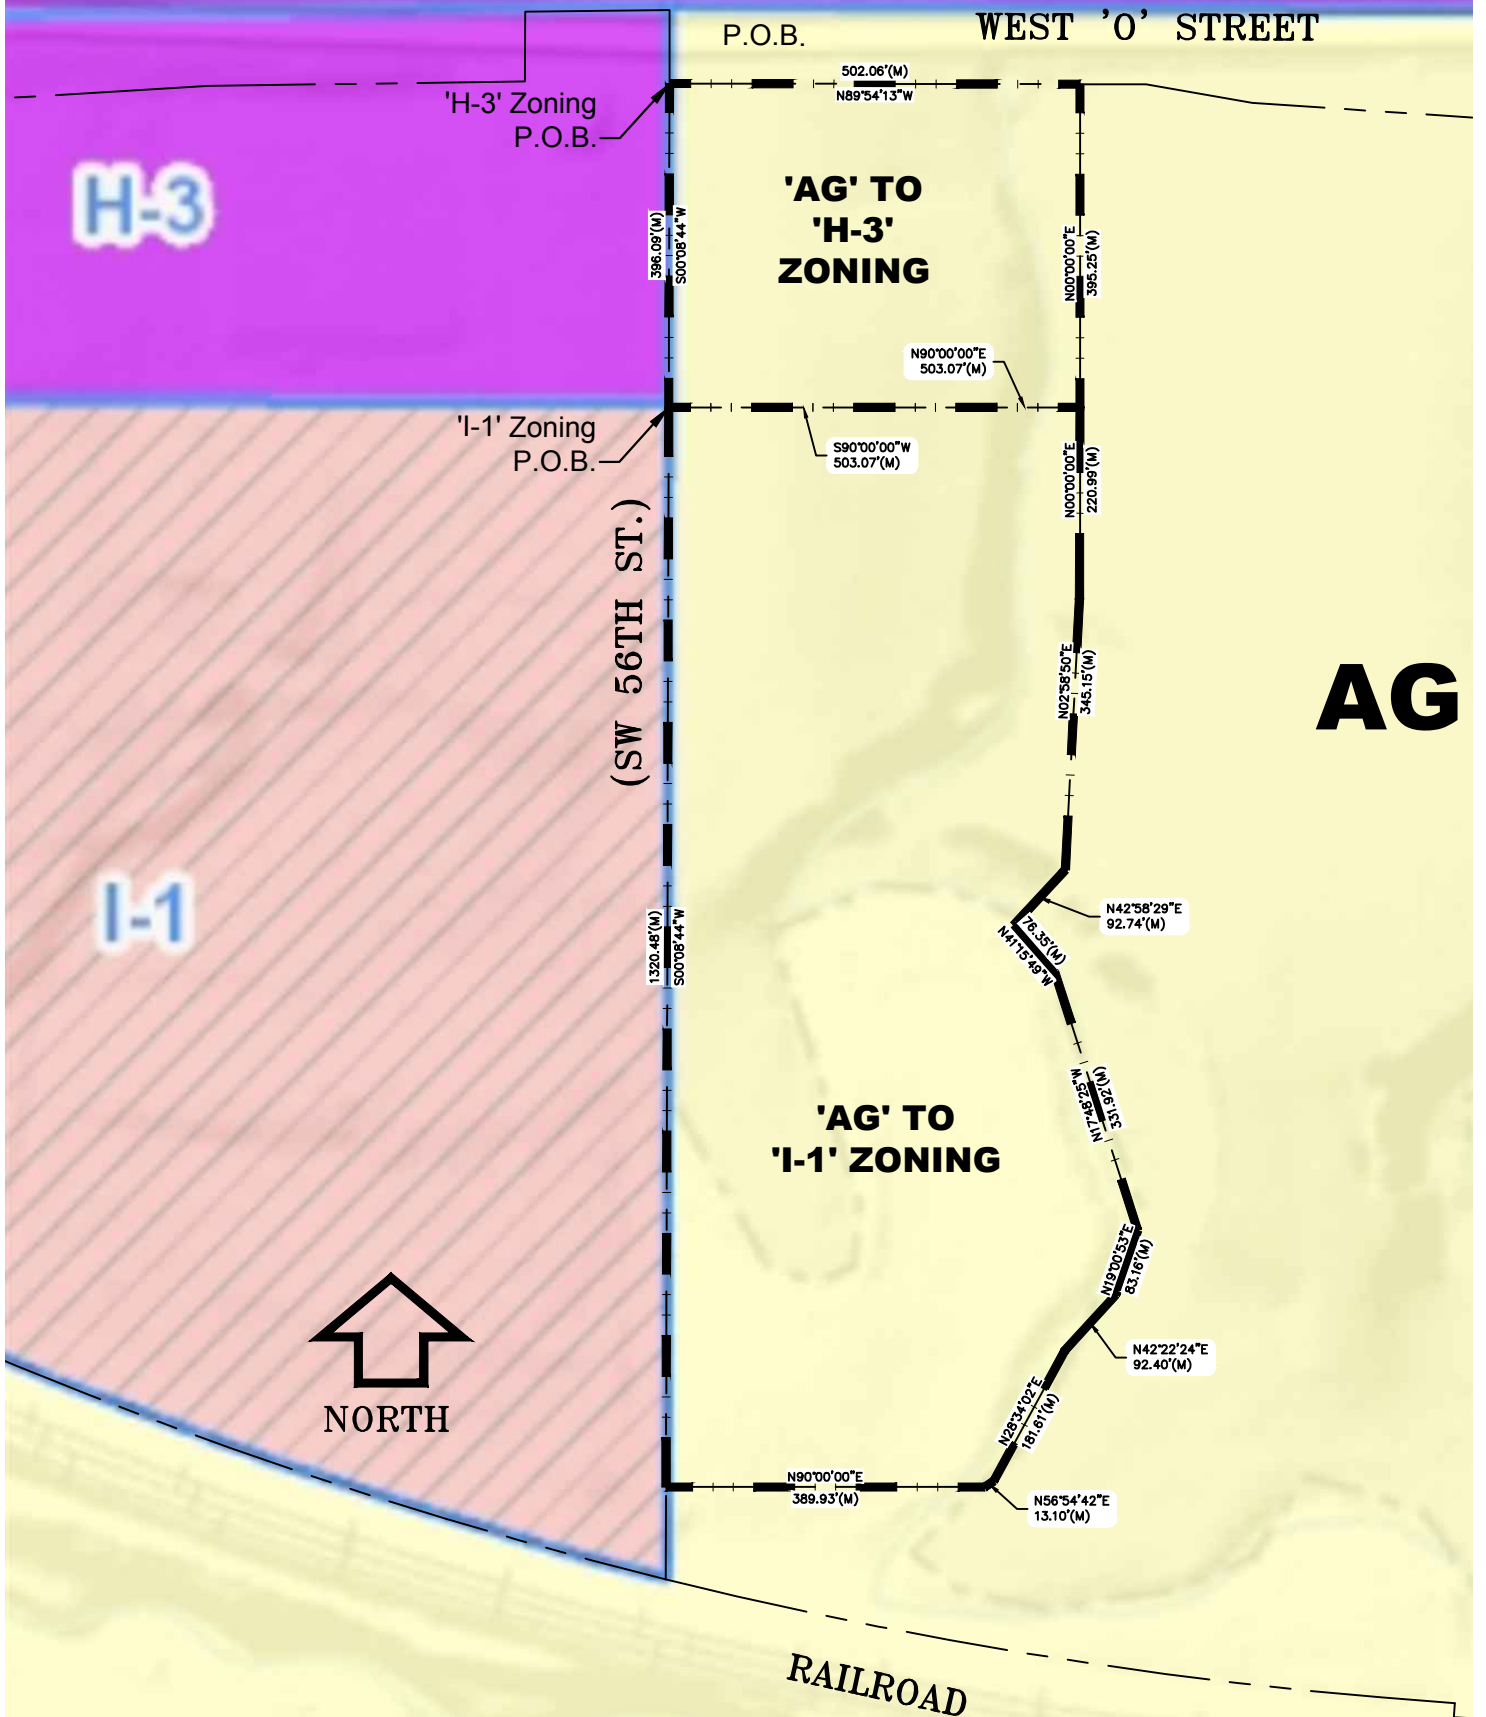 P.O.B.
WEST 'O' STREET
502.06'(M)
N89°54'13"W
'H-3' Zoning
P.O.B.
H-3
'AG' TO
'H-3'
ZONING
396.09'(M)
S00°08'44"W
N00°00'00"E
395.25'(M)
N90°00'00"E
503.07'(M)
'I-1' Zoning
P.O.B.
S90°00'00"W
503.07'(M)
N00°00'00"E
220.99'(M)
(SW 56TH ST.)
N02°58'50"E
345.15'(M)
AG
I-1
1320.48'(M)
S00°08'44"W
N42°58'29"E
92.74'(M)
76.35'(M)
N41°15'49"W
N17°48'25"W
331.92'(M)
'AG' TO
'I-1' ZONING
N19°00'53"E
83.16'(M)
N42°22'24"E
92.40'(M)
NORTH
N28°34'02"E
181.61'(M)
N90°00'00"E
389.93'(M)
N56°54'42"E
13.10'(M)
RAILROAD